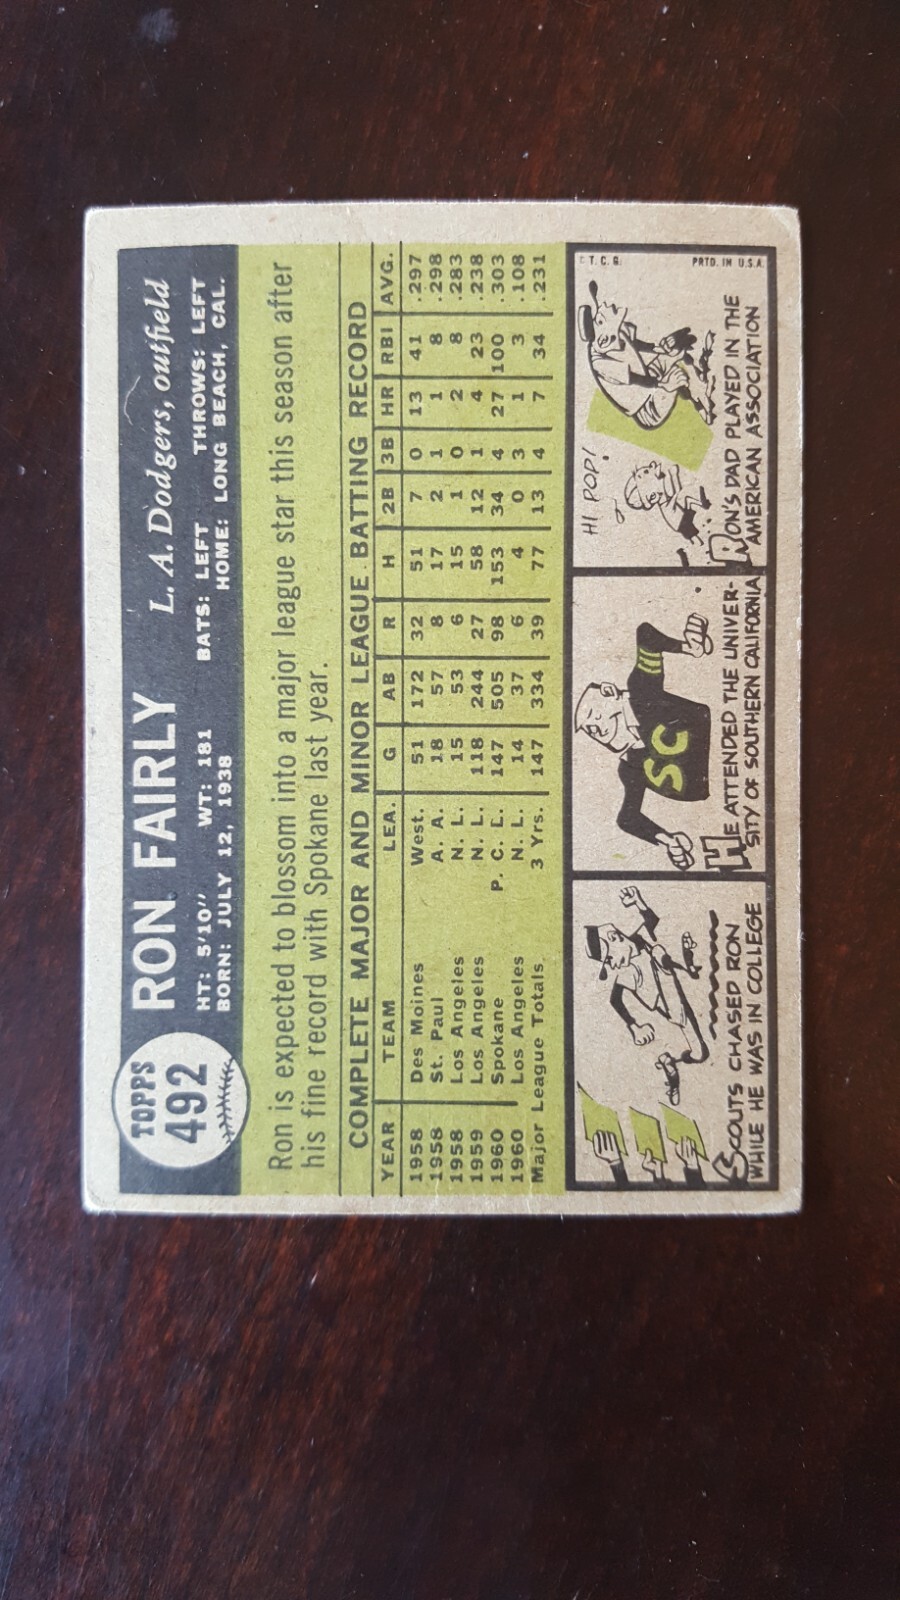 TOPPS
492
RON FAIRLY L. A. Dodgers, outfield
HT: 5'10" WT: 181 BATS: LEFT THROWS: LEFT
BORN: JULY 12, 1938 HOME: LONG BEACH, CAL.
Ron is expected to blossom into a major league star this season after
his fine record with Spokane last year.
COMPLETE MAJOR AND MINOR LEAGUE BATTING RECORD
YEAR TEAM LEA. G AB R H 2B 3B HR RBI AVG.
1958 Des Moines West. 51 172 32 51 7 0 13 41 .297
1958 St. Paul A. A. 18 57 8 17 2 1 1 8 .298
1958 Los Angeles N. L. 15 53 6 15 1 0 2 8 .283
1959 Los Angeles N. L. 118 244 27 58 12 1 4 23 .238
1960 Spokane P. C. L. 147 505 98 153 34 4 27 100 .303
1960 Los Angeles N. L. 14 37 6 4 0 3 1 3 .108
Major League Totals 3 Yrs. 147 334 39 77 13 4 7 34 .231
SCOUTS CHASED RON
WHILE HE WAS IN COLLEGE
SC
HE ATTENDED THE UNIVER-
SITY OF SOUTHERN CALIFORNIA
HI POP!
© T. C. G. PRTD. IN U.S.A.
RON'S DAD PLAYED IN THE
AMERICAN ASSOCIATION